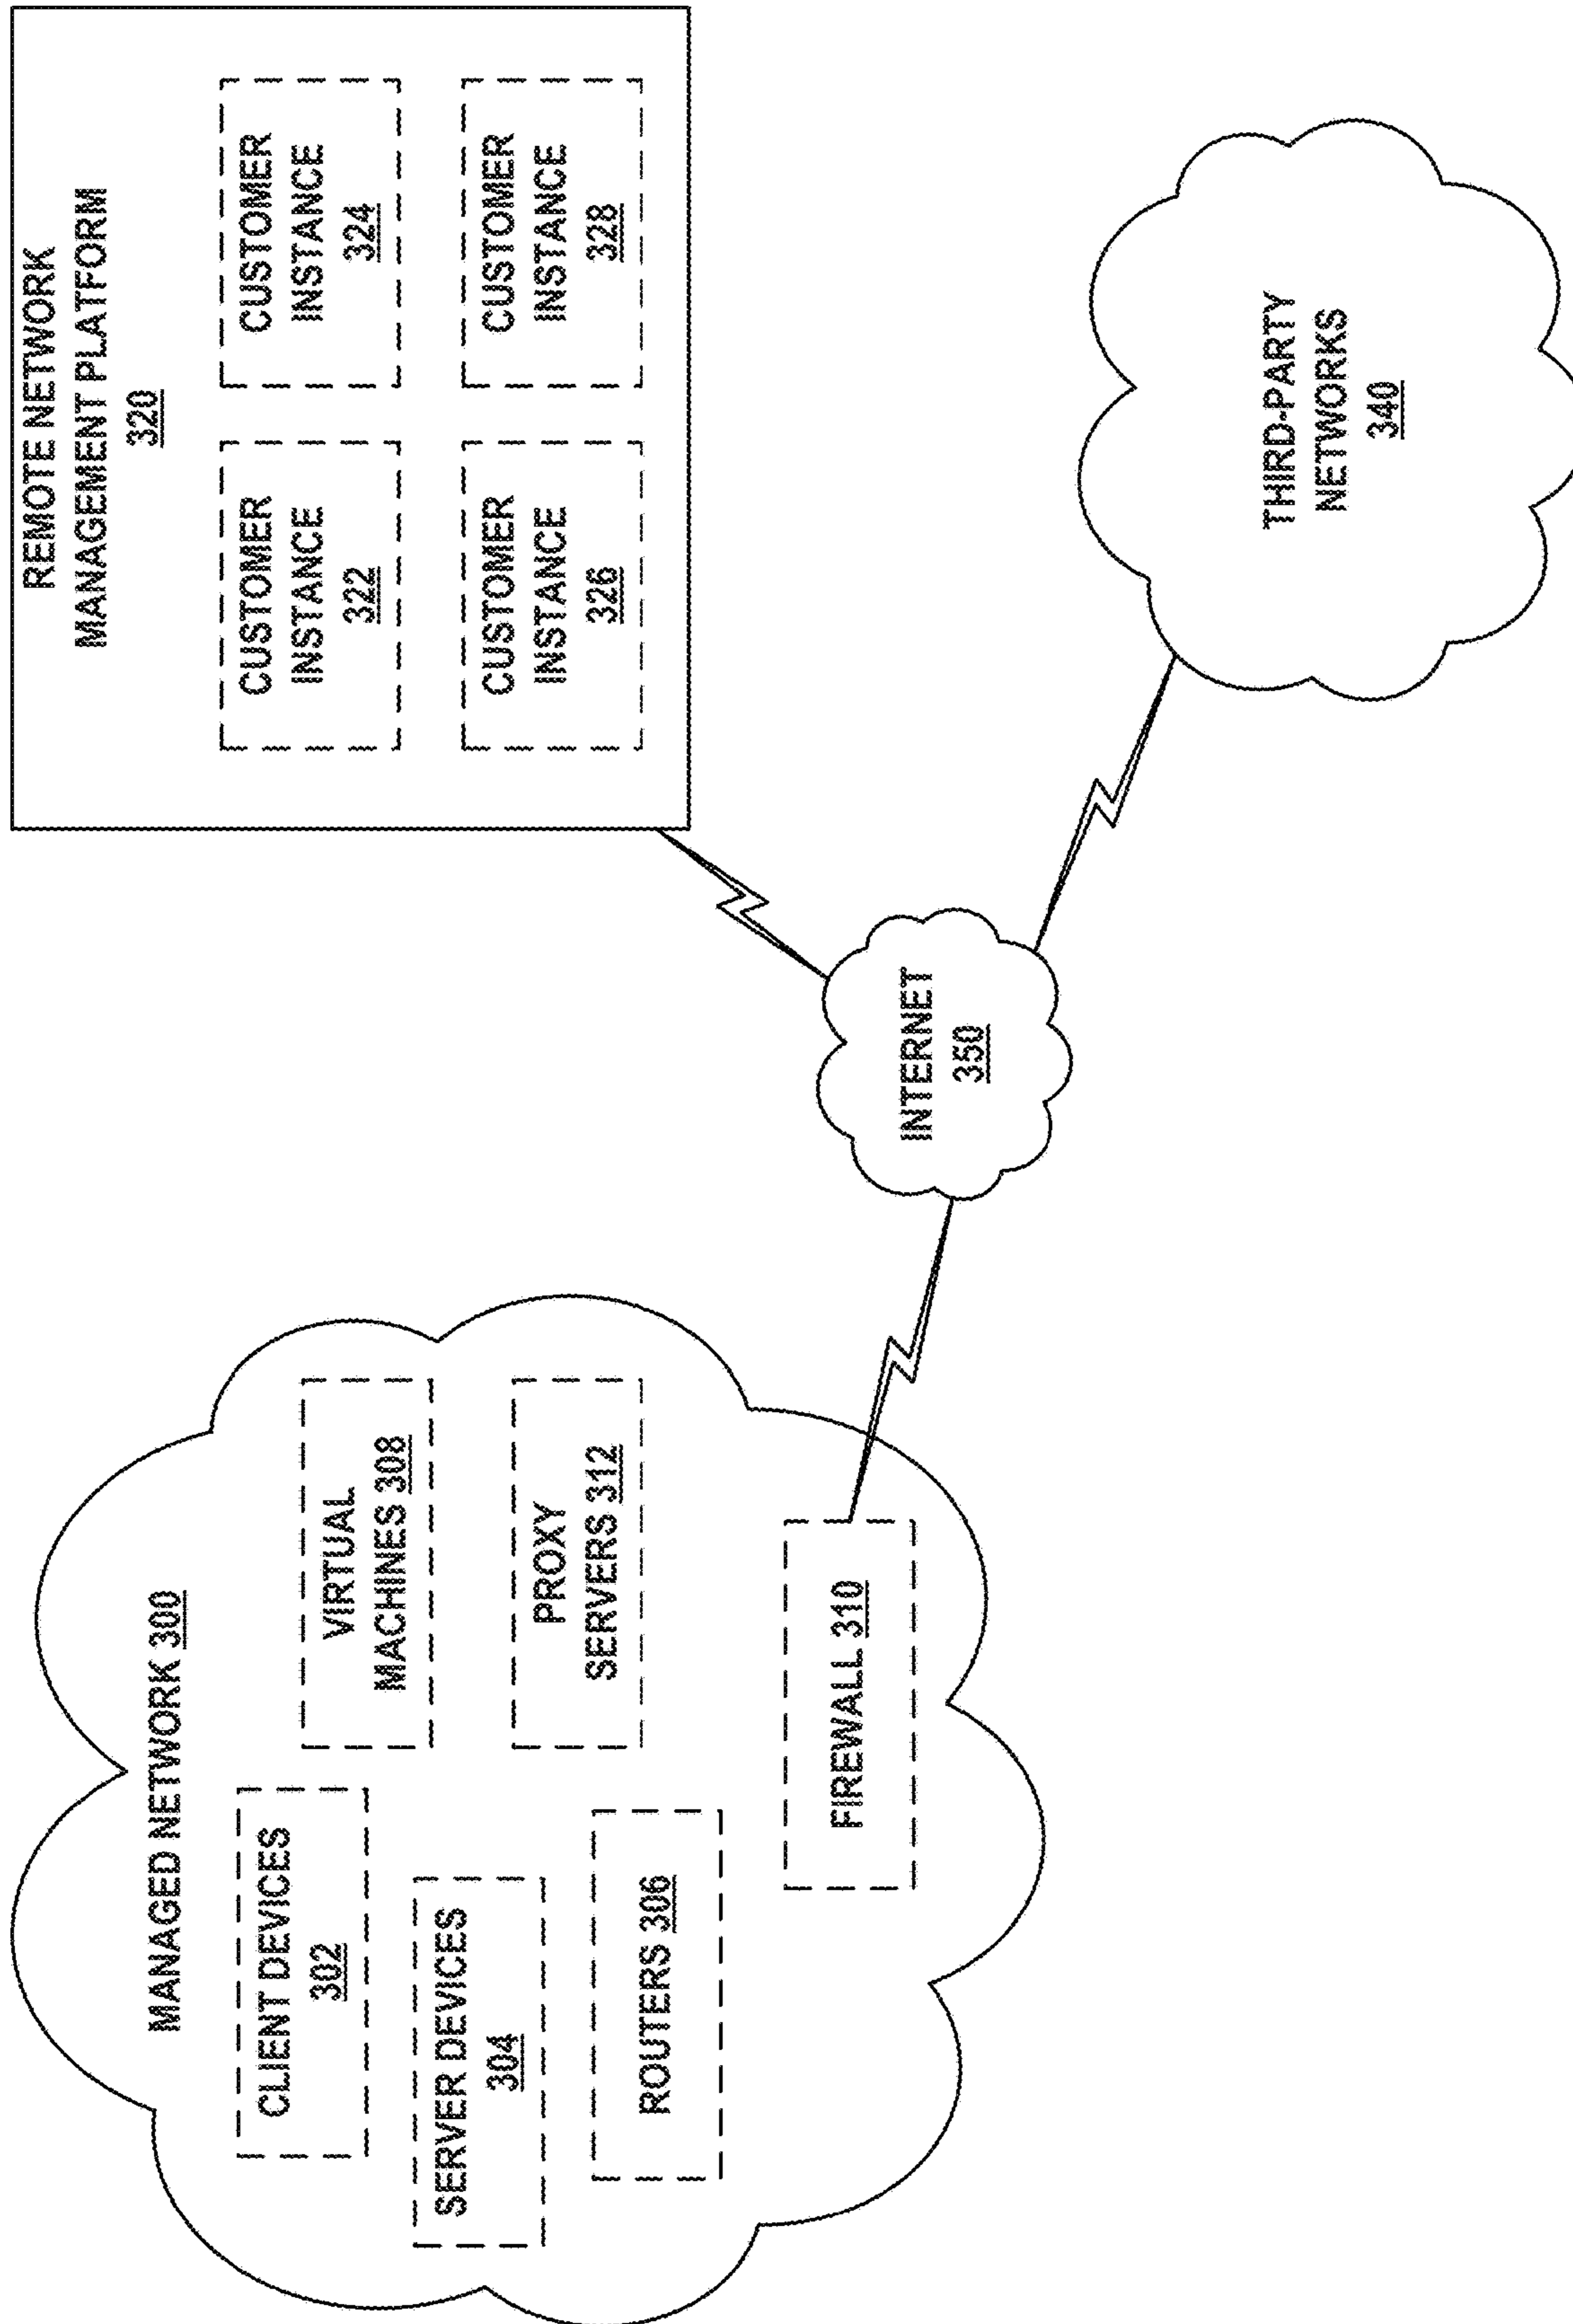 MANAGED NETWORK 300
CLIENT DEVICES
302
SERVER DEVICES
304
ROUTERS 306
VIRTUAL
MACHINES 308
PROXY
SERVERS 312
FIREWALL 310
INTERNET
350
REMOTE NETWORK
MANAGEMENT PLATFORM
320
CUSTOMER
INSTANCE
322
CUSTOMER
INSTANCE
324
CUSTOMER
INSTANCE
326
CUSTOMER
INSTANCE
328
THIRD-PARTY
NETWORKS
340